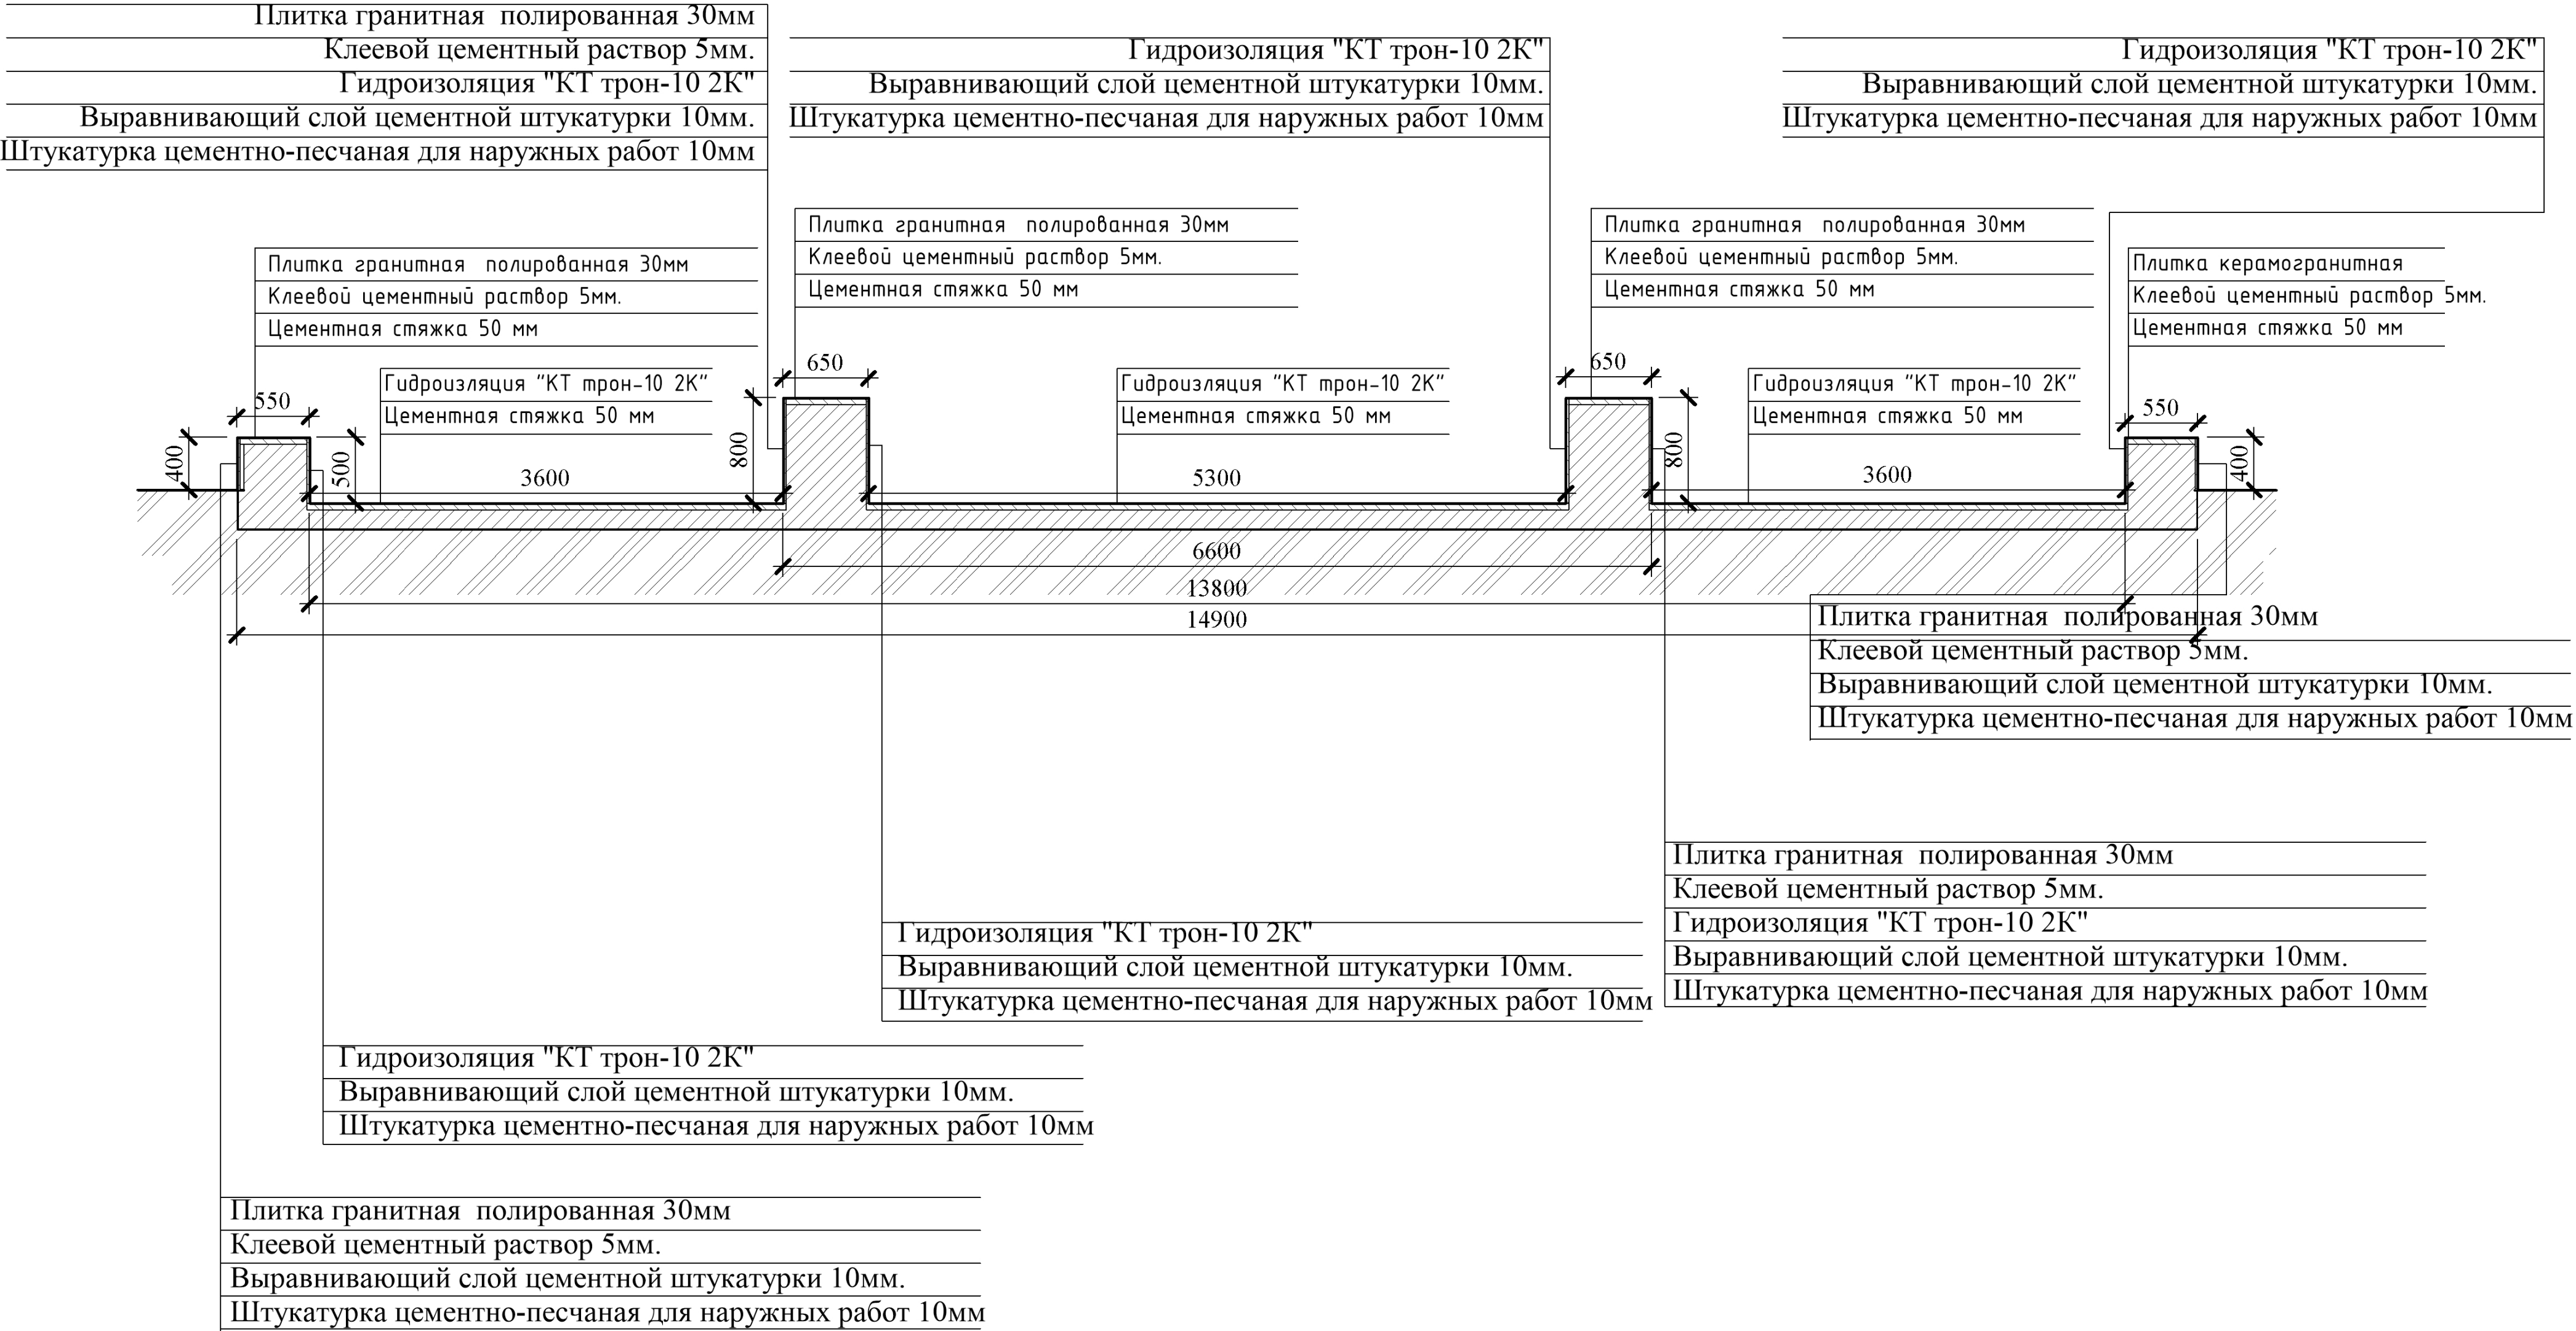 Плитка гранитная  полированная 30мм
Клеевой цементный раствор 5мм.
Гидроизоляция "КТ трон-10 2К"
Выравнивающий слой цементной штукатурки 10мм.
Штукатурка цементно-песчаная для наружных работ 10мм
Гидроизоляция "КТ трон-10 2К"
Выравнивающий слой цементной штукатурки 10мм.
Штукатурка цементно-песчаная для наружных работ 10мм
Гидроизоляция "КТ трон-10 2К"
Выравнивающий слой цементной штукатурки 10мм.
Штукатурка цементно-песчаная для наружных работ 10мм
Плитка гранитная  полированная 30мм
Клеевой цементный раствор 5мм.
Цементная стяжка 50 мм
Плитка гранитная  полированная 30мм
Клеевой цементный раствор 5мм.
Цементная стяжка 50 мм
Плитка гранитная  полированная 30мм
Клеевой цементный раствор 5мм.
Цементная стяжка 50 мм
Плитка керамогранитная
Клеевой цементный раствор 5мм.
Цементная стяжка 50 мм
Гидроизляция "КТ трон-10 2К"
Цементная стяжка 50 мм
Гидроизляция "КТ трон-10 2К"
Цементная стяжка 50 мм
Гидроизляция "КТ трон-10 2К"
Цементная стяжка 50 мм
550
650
650
550
400
500
800
800
400
3600
5300
3600
6600
13800
14900
Плитка гранитная  полированная 30мм
Клеевой цементный раствор 5мм.
Выравнивающий слой цементной штукатурки 10мм.
Штукатурка цементно-песчаная для наружных работ 10мм
Плитка гранитная  полированная 30мм
Клеевой цементный раствор 5мм.
Гидроизоляция "КТ трон-10 2К"
Выравнивающий слой цементной штукатурки 10мм.
Штукатурка цементно-песчаная для наружных работ 10мм
Гидроизоляция "КТ трон-10 2К"
Выравнивающий слой цементной штукатурки 10мм.
Штукатурка цементно-песчаная для наружных работ 10мм
Гидроизоляция "КТ трон-10 2К"
Выравнивающий слой цементной штукатурки 10мм.
Штукатурка цементно-песчаная для наружных работ 10мм
Плитка гранитная  полированная 30мм
Клеевой цементный раствор 5мм.
Выравнивающий слой цементной штукатурки 10мм.
Штукатурка цементно-песчаная для наружных работ 10мм